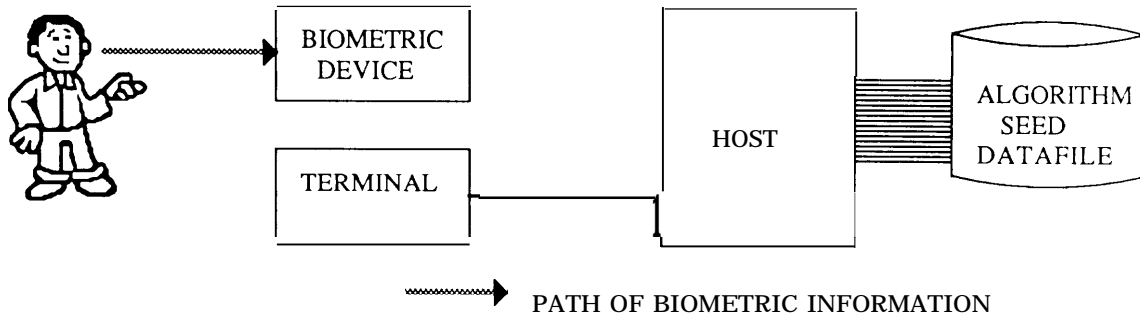 BIOMETRIC
DEVICE
TERMINAL
HOST
ALGORITHM
SEED
DATAFILE
PATH OF BIOMETRIC INFORMATION